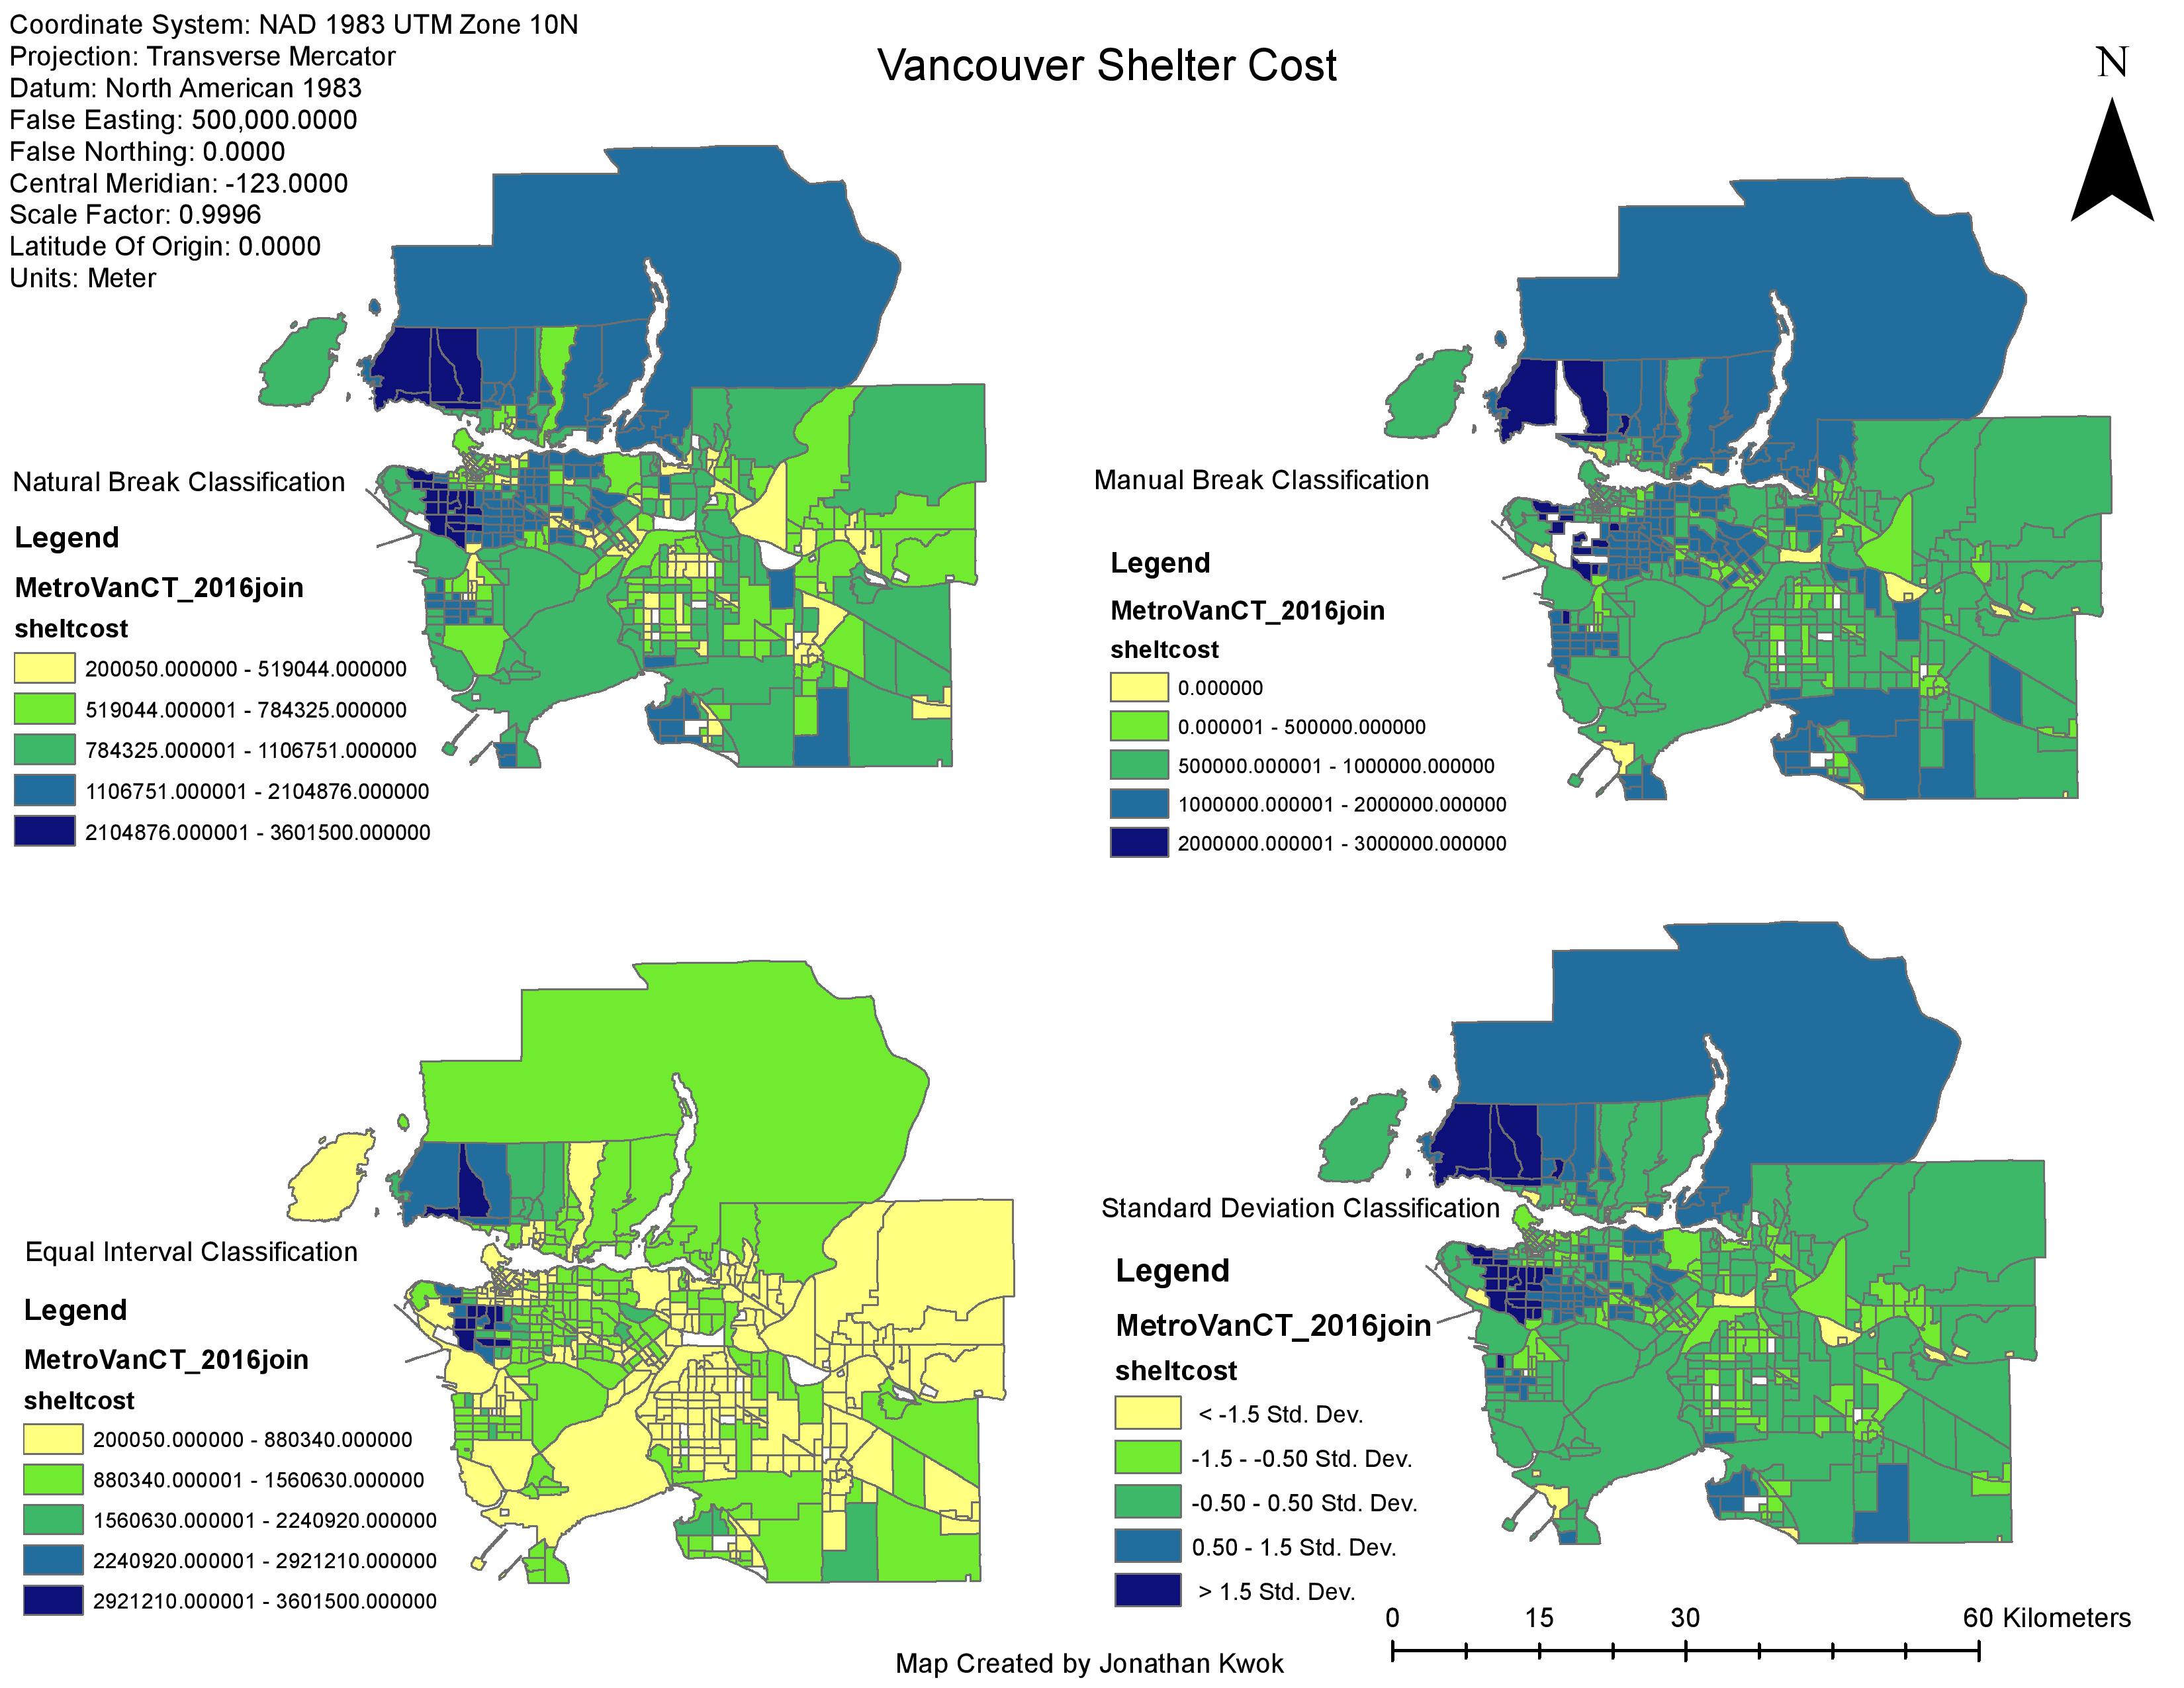 Coordinate System: NAD 1983 UTM Zone 10N
Projection: Transverse Mercator
Datum: North American 1983
False Easting: 500,000.0000
False Northing: 0.0000
Central Meridian: -123.0000
Scale Factor: 0.9996
Latitude Of Origin: 0.0000
Units: Meter
Vancouver Shelter Cost
N
Natural Break Classification
Legend
MetroVanCT_2016join
sheltcost
200050.000000 - 519044.000000
519044.000001 - 784325.000000
784325.000001 - 1106751.000000
1106751.000001 - 2104876.000000
2104876.000001 - 3601500.000000
Manual Break Classification
Legend
MetroVanCT_2016join
sheltcost
0.000000
0.000001 - 500000.000000
500000.000001 - 1000000.000000
1000000.000001 - 2000000.000000
2000000.000001 - 3000000.000000
Equal Interval Classification
Legend
MetroVanCT_2016join
sheltcost
200050.000000 - 880340.000000
880340.000001 - 1560630.000000
1560630.000001 - 2240920.000000
2240920.000001 - 2921210.000000
2921210.000001 - 3601500.000000
Standard Deviation Classification
Legend
MetroVanCT_2016join
sheltcost
< -1.5 Std. Dev.
-1.5 - -0.50 Std. Dev.
-0.50 - 0.50 Std. Dev.
0.50 - 1.5 Std. Dev.
> 1.5 Std. Dev.
0 15 30 60 Kilometers
Map Created by Jonathan Kwok